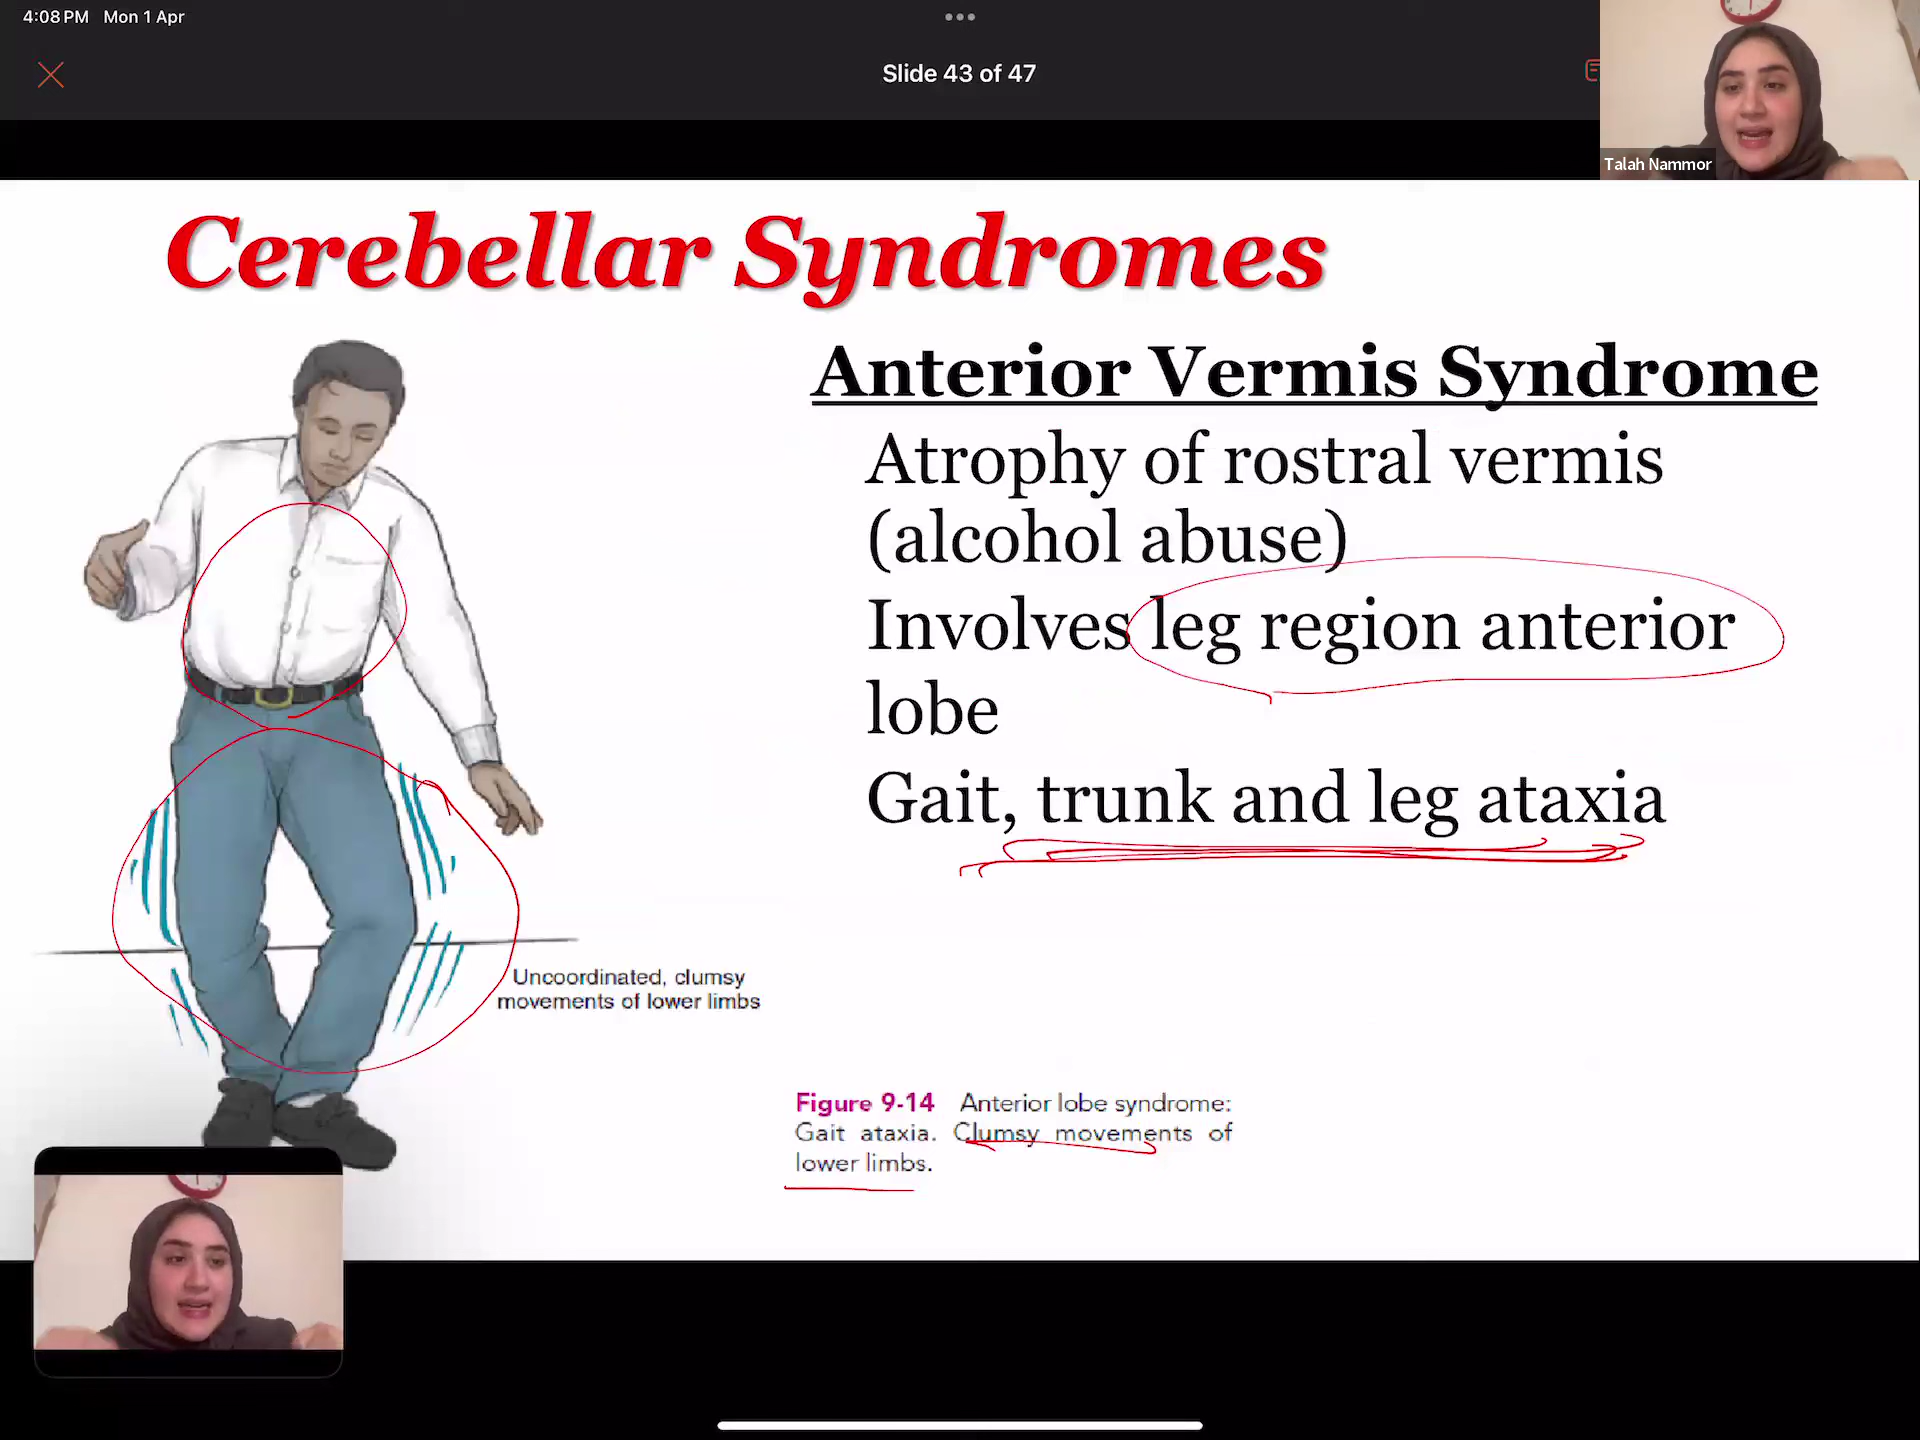 4:08 PM Mon 1 Apr
Slide 43 of 47
Talah Nammor
Cerebellar Syndromes
Anterior Vermis Syndrome
Atrophy of rostral vermis
(alcohol abuse)
Involves leg region anterior
lobe
Gait, trunk and leg ataxia
Uncoordinated, clumsy
movements of lower limbs
Figure 9-14 Anterior lobe syndrome:
Gait ataxia. Clumsy movements of
lower limbs.